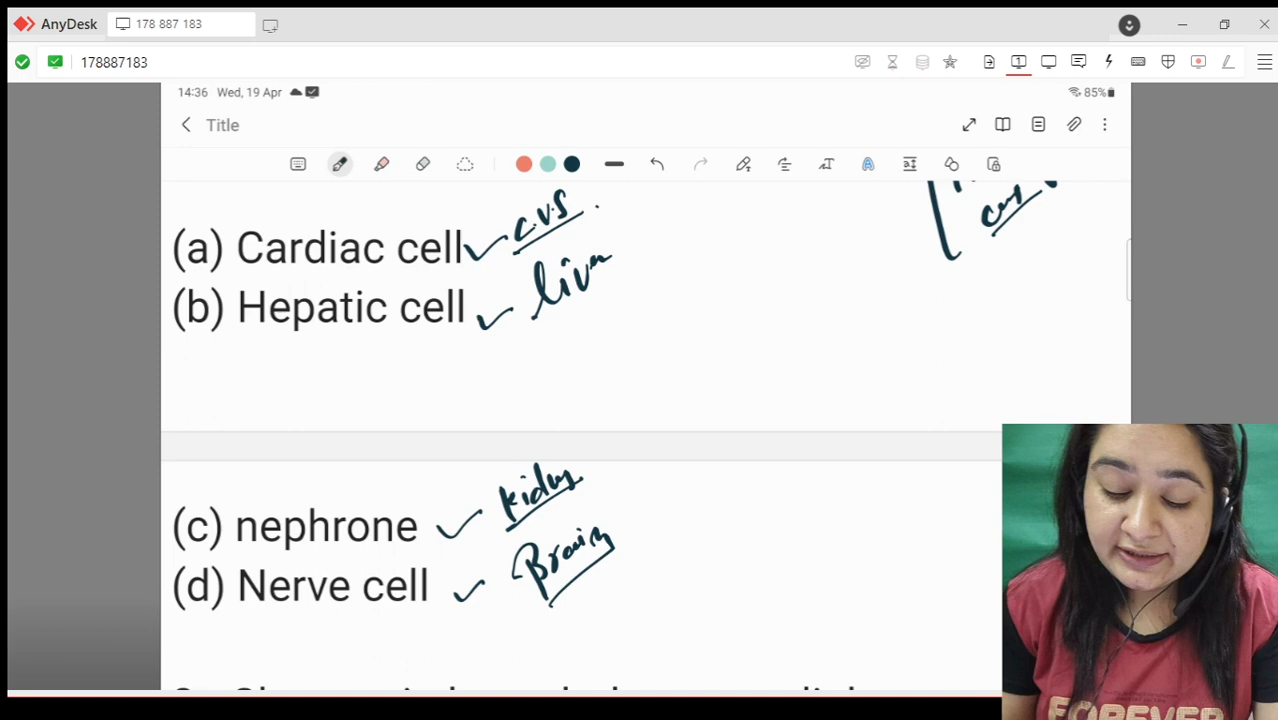 AnyDesk 178 887 183
178887183
14:36 Wed, 19 Apr 85%
Title
(a) Cardiac cell C.V.S
(b) Hepatic cell liver
(c) nephrone kidney
(d) Nerve cell Brain
FOREVER